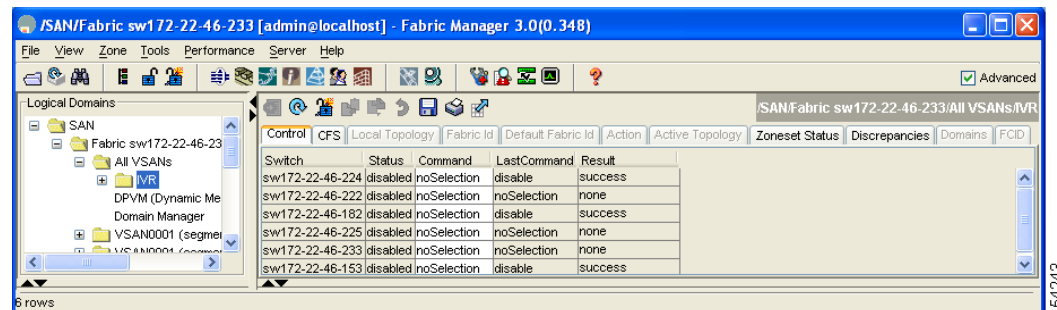 /SAN/Fabric sw172-22-46-233 [admin@localhost] - Fabric Manager 3.0(0.348)
File View Zone Tools Performance Server Help
Advanced
Logical Domains
/SAN/Fabric sw172-22-46-233/All VSANs/IVR
SAN
Fabric sw172-22-46-23
All VSANs
IVR
DPVM (Dynamic Me
Domain Manager
VSAN0001 (segmer
Control CFS Local Topology Fabric Id Default Fabric Id Action Active Topology Zoneset Status Discrepancies Domains FCID
Switch Status Command LastCommand Result
sw172-22-46-224 disabled noSelection disable success
sw172-22-46-222 disabled noSelection noSelection none
sw172-22-46-182 disabled noSelection disable success
sw172-22-46-225 disabled noSelection noSelection none
sw172-22-46-233 disabled noSelection noSelection none
sw172-22-46-153 disabled noSelection disable success
6 rows